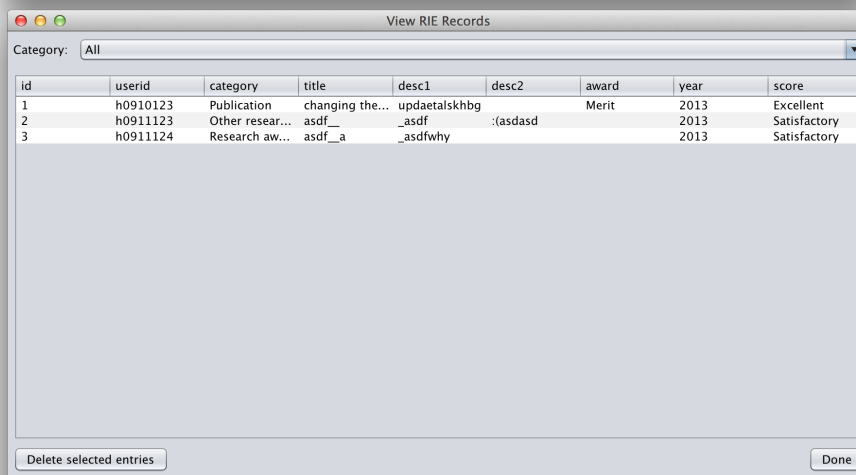 View RIE Records
Category: All
id userid category title desc1 desc2 award year score
1 h0910123 Publication changing the... updaetalskhbg Merit 2013 Excellent
2 h0911123 Other resear... asdf__ _asdf :(asdasd 2013 Satisfactory
3 h0911124 Research aw... asdf__a _asdfwhy 2013 Satisfactory
Delete selected entries Done